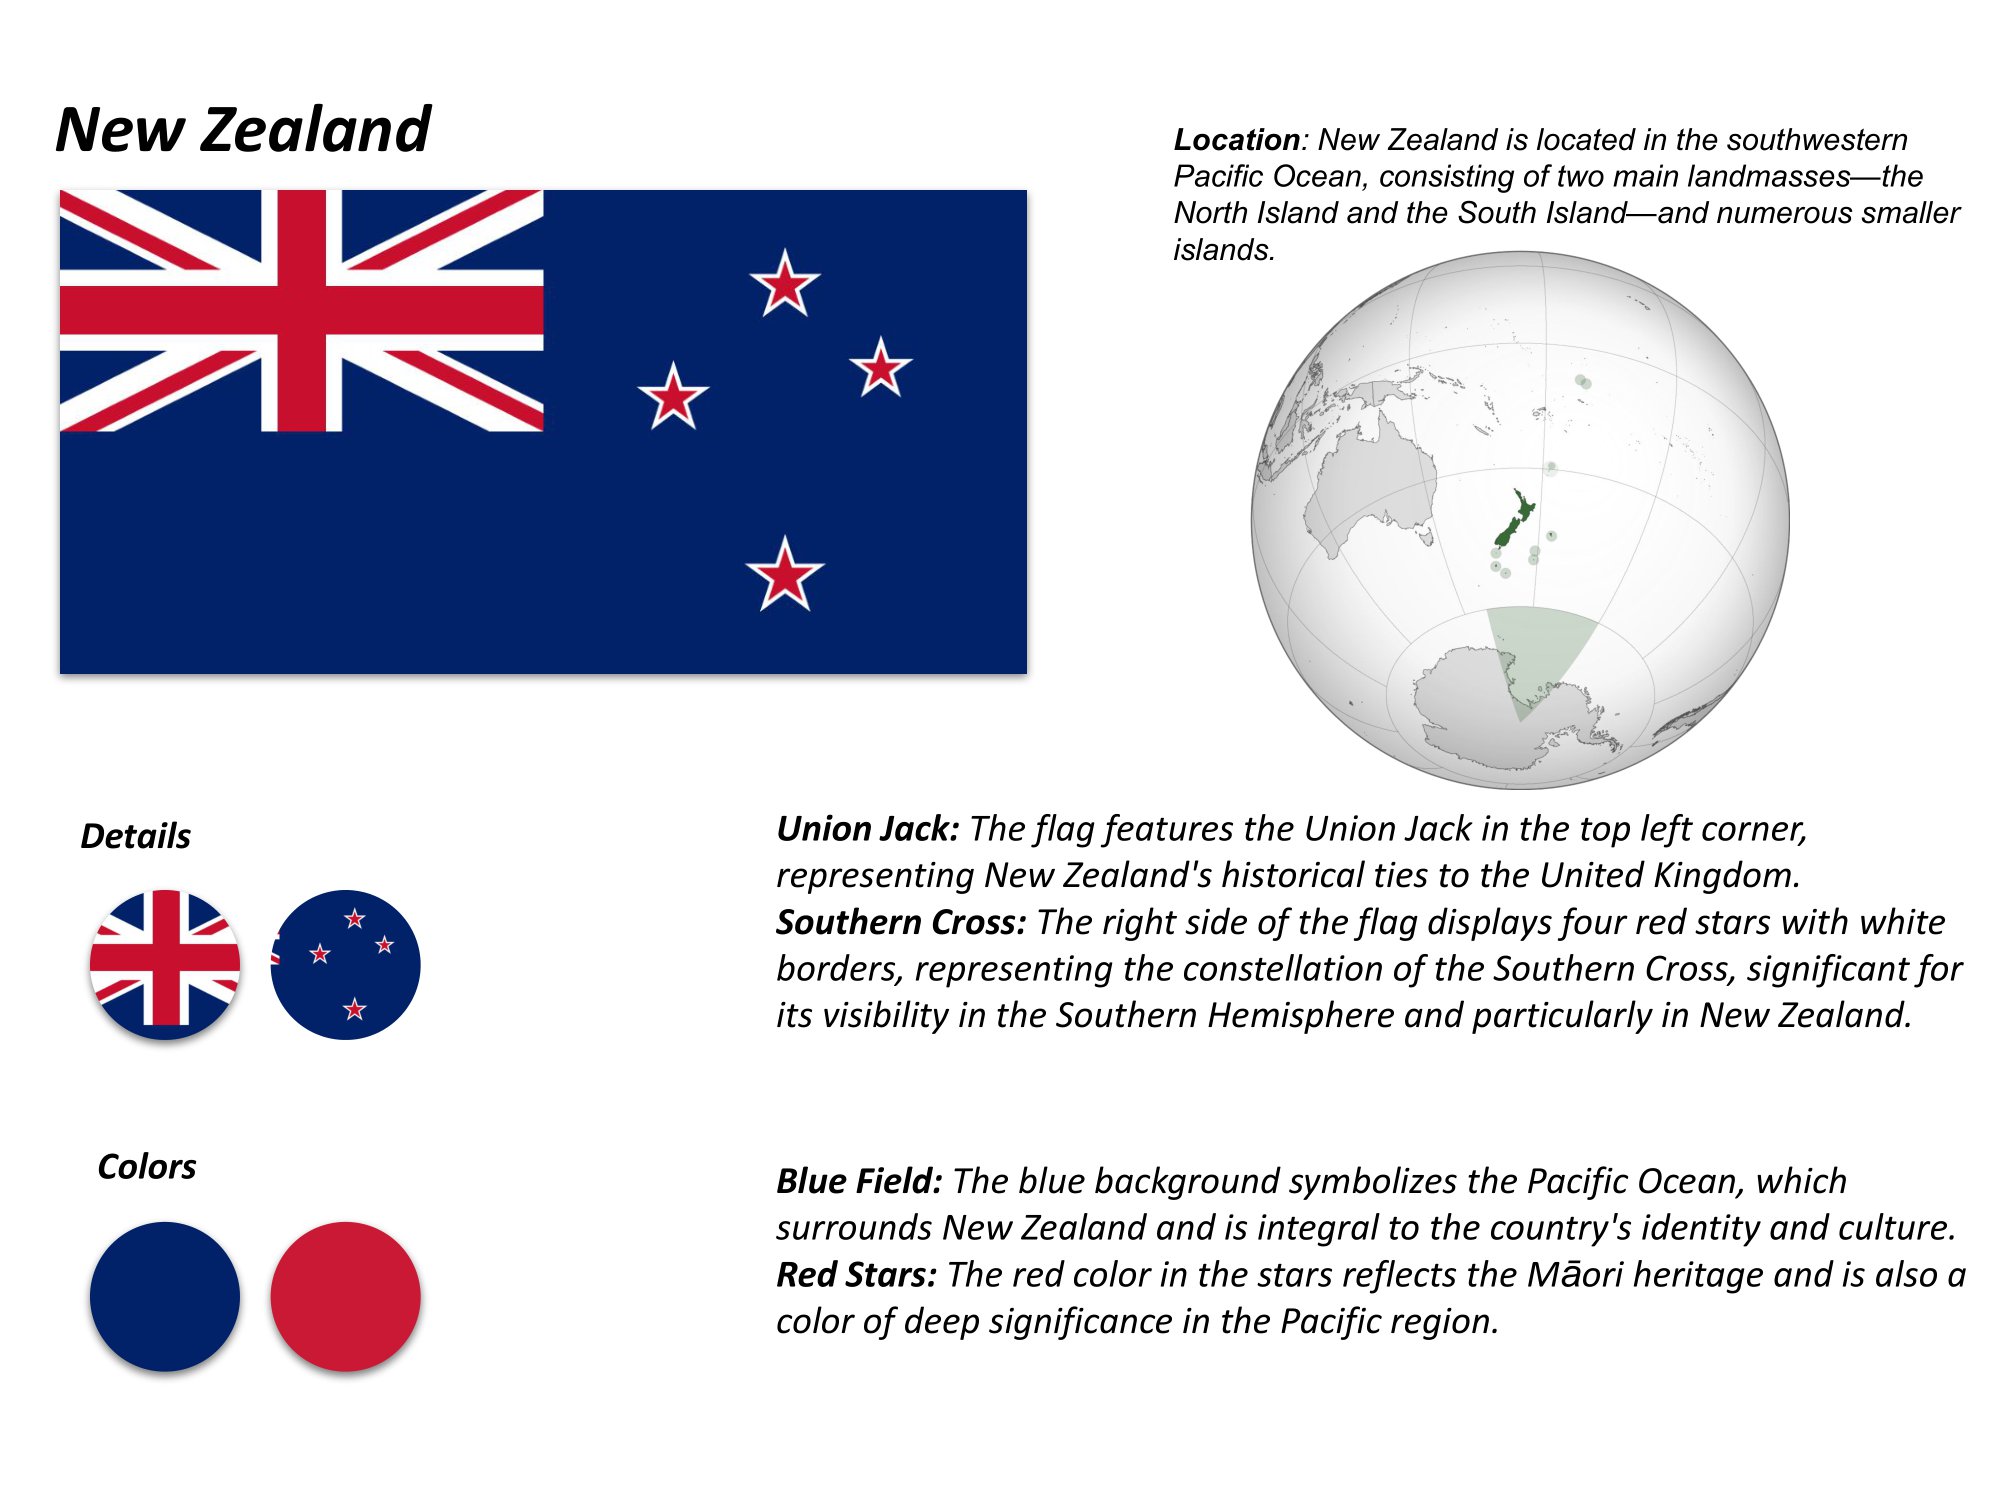 New Zealand
Location: New Zealand is located in the southwestern
Pacific Ocean, consisting of two main landmasses—the
North Island and the South Island—and numerous smaller
islands.
Details
Union Jack: The flag features the Union Jack in the top left corner,
representing New Zealand's historical ties to the United Kingdom.
Southern Cross: The right side of the flag displays four red stars with white
borders, representing the constellation of the Southern Cross, significant for
its visibility in the Southern Hemisphere and particularly in New Zealand.
Colors
Blue Field: The blue background symbolizes the Pacific Ocean, which
surrounds New Zealand and is integral to the country's identity and culture.
Red Stars: The red color in the stars reflects the Māori heritage and is also a
color of deep significance in the Pacific region.